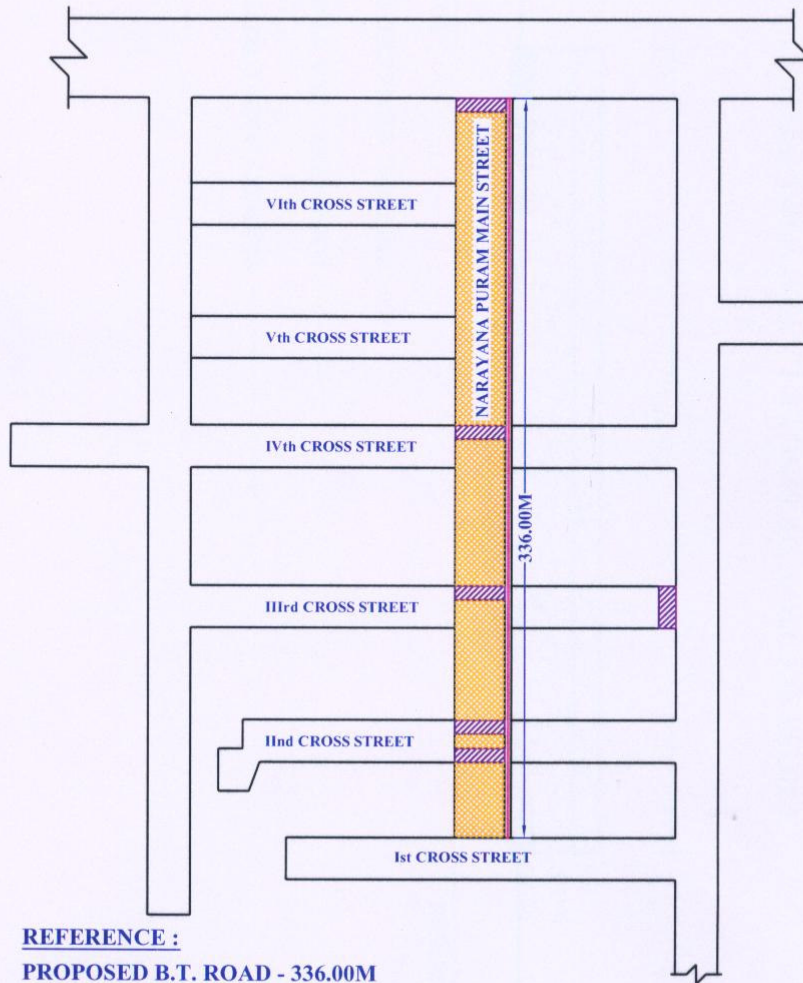 VIth CROSS STREET
NARAYANA PURAM MAIN STREET
Vth CROSS STREET
IVth CROSS STREET
336.00M
IIIrd CROSS STREET
IInd CROSS STREET
Ist CROSS STREET
REFERENCE :
PROPOSED B.T. ROAD - 336.00M